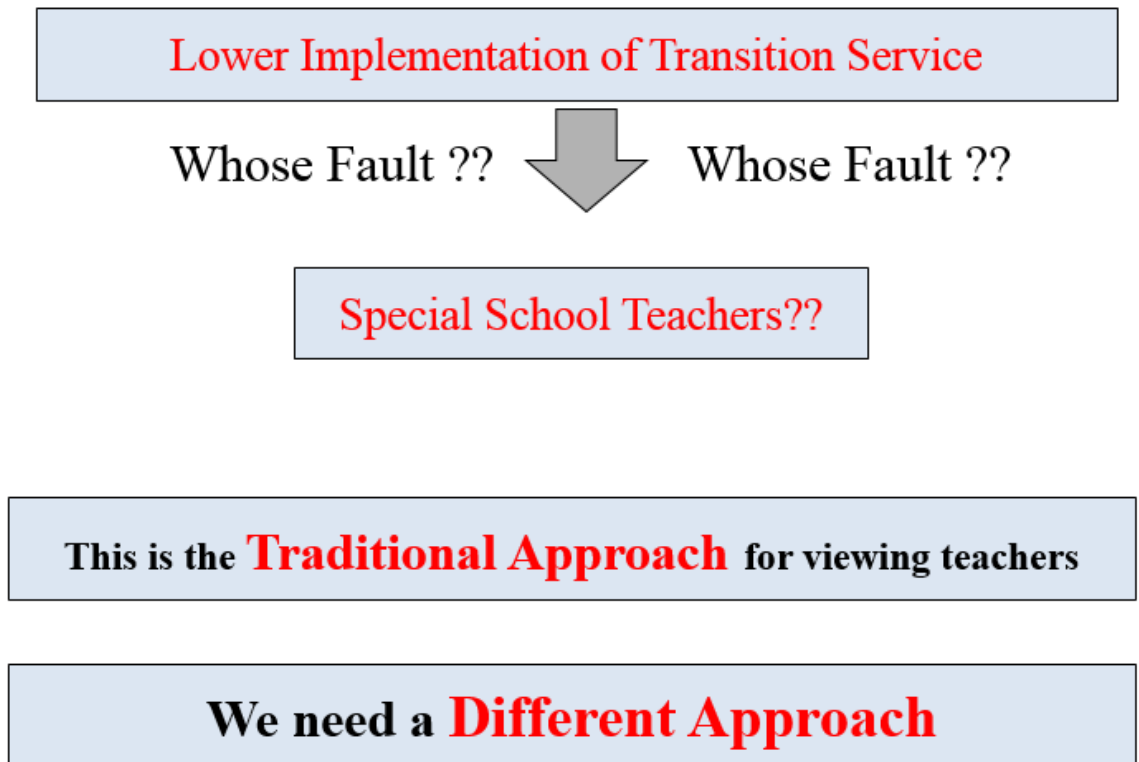 Lower Implementation of Transition Service
Whose Fault ?? Whose Fault ??
Special School Teachers??
This is the Traditional Approach for viewing teachers
We need a Different Approach